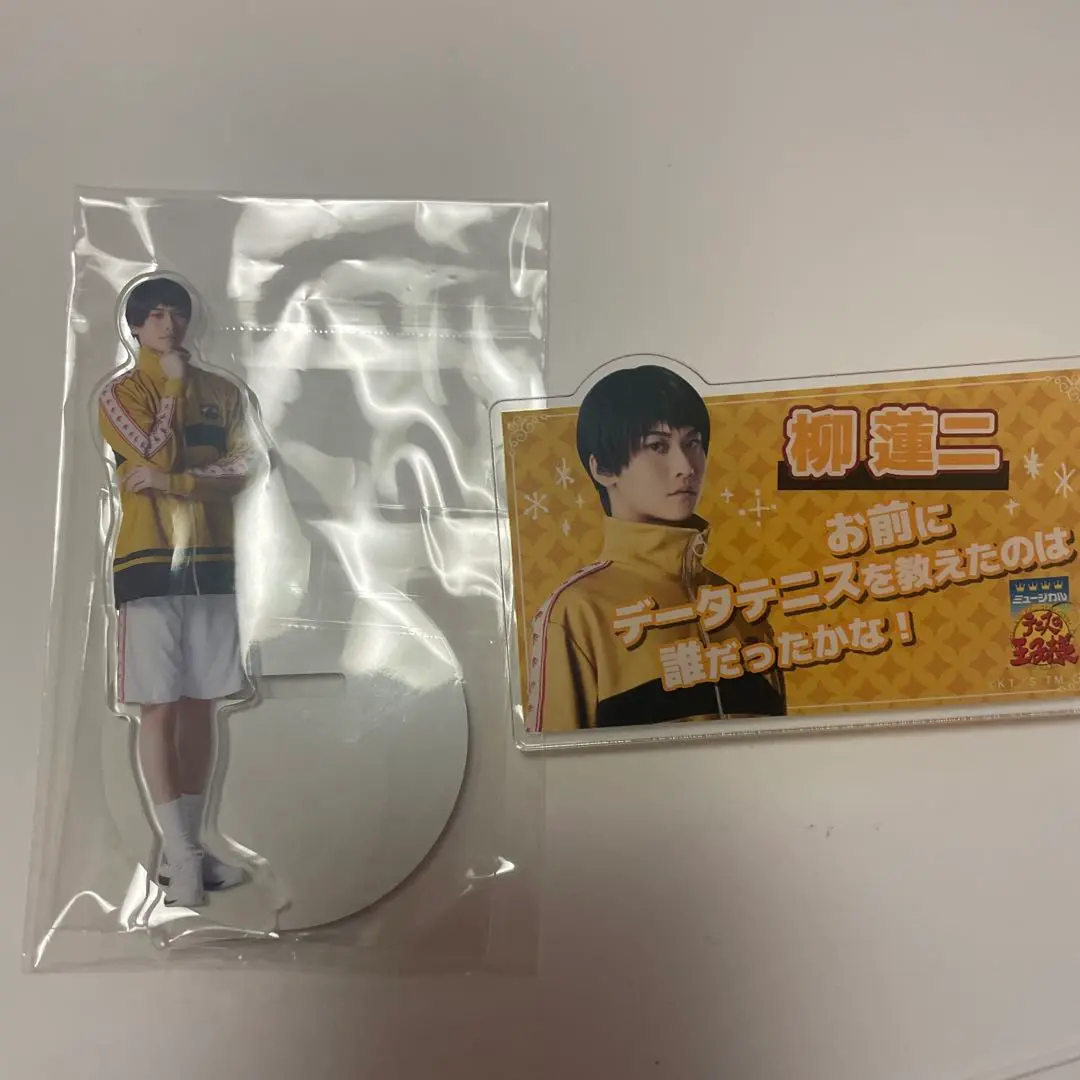 柳 蓮二
お前に
データテニスを教えたのは
誰だったかな！
ミュージカル
テニスの
王子様